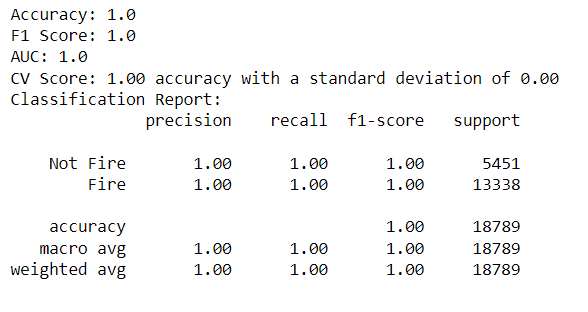 Accuracy: 1.0
F1 Score: 1.0
AUC: 1.0
CV Score: 1.00 accuracy with a standard deviation of 0.00
Classification Report:
precision recall f1-score support
Not Fire 1.00 1.00 1.00 5451
Fire 1.00 1.00 1.00 13338
accuracy 1.00 18789
macro avg 1.00 1.00 1.00 18789
weighted avg 1.00 1.00 1.00 18789